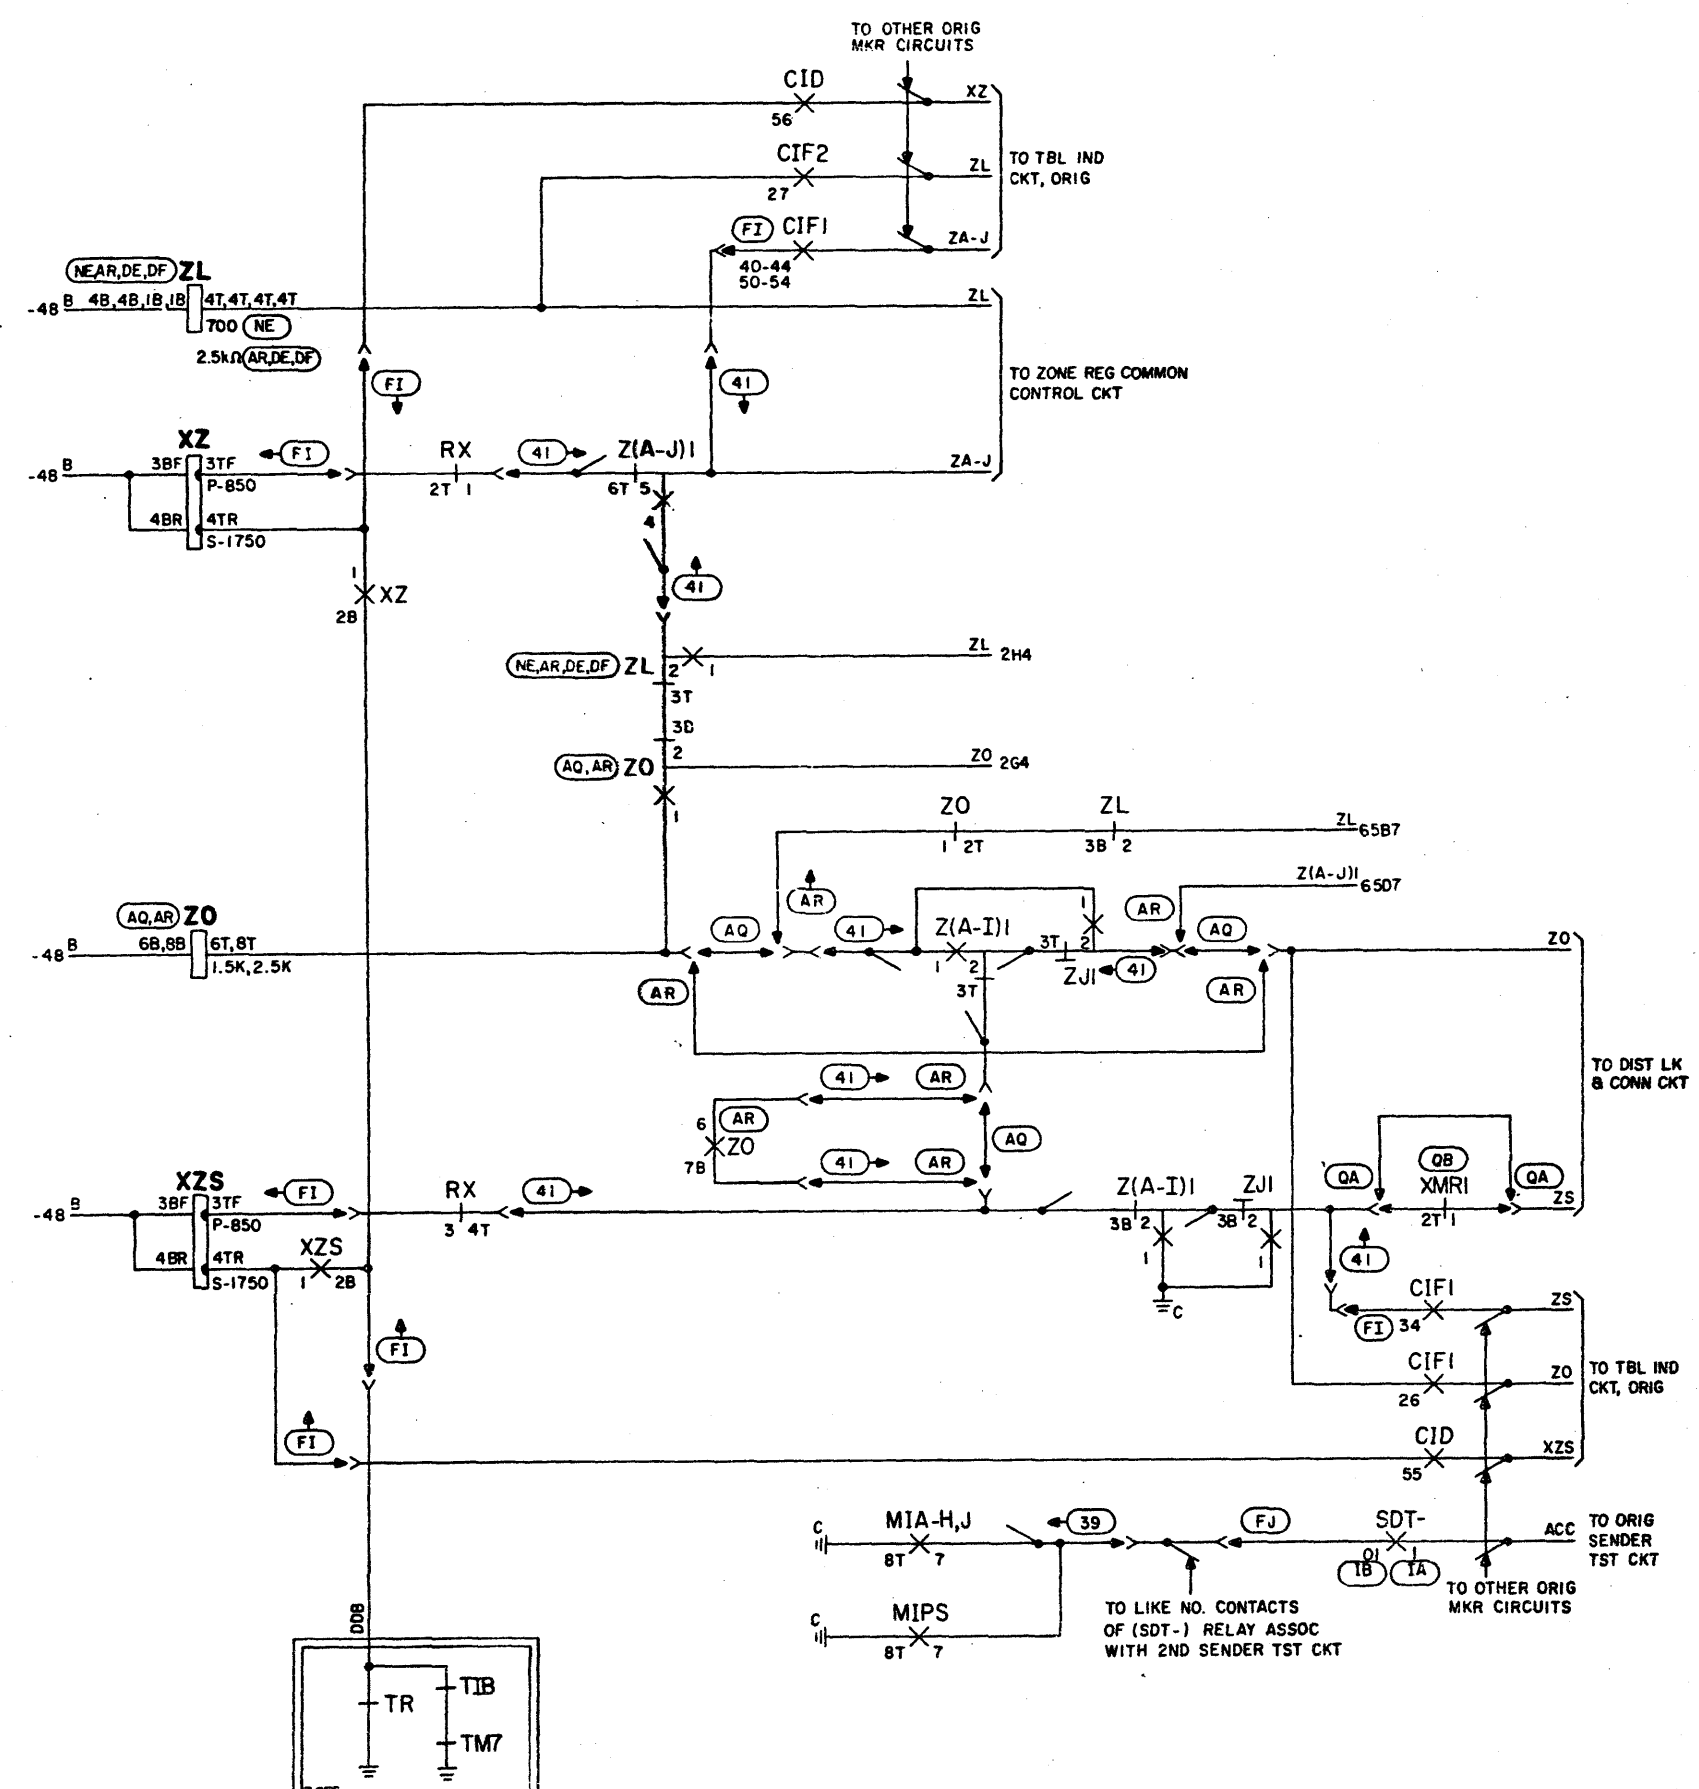 TO OTHER ORIG
MKR CIRCUITS
CID
56
XZ
CIF2
27
ZL
TO TBL IND
CKT, ORIG
FI CIF1
40-44
50-54
ZA-J
NE,AR,DE,DF ZL
-48 B 4B,4B,1B,1B 4T,4T,4T,4T
700 NE
2.5kΩ AR,DE,DF
ZL
FI
41
TO ZONE REG COMMON
CONTROL CKT
XZ
-48 B 3BF 3TF
P-850
FI
RX
2T 1
41
Z(A-J)1
6T 5
ZA-J
4BR 4TR
S-1750
4
41
1
XZ
2B
NE,AR,DE,DF ZL 2 1
ZL 2H4
3T
3B
2
AQ,AR ZO
ZO 2G4
1
ZO
1 2T
ZL
3B 2
ZL 65B7
AR
Z(A-J)1 65D7
AQ,AR ZO
-48 B 6B,8B 6T,8T
1.5K,2.5K
AQ
41
Z(A-I)1
1 2
3T
1
3T 2
ZJ1
41
AR
AQ
ZO
AR
AR
41 AR
AR
6
ZO
7B
AQ
41 AR
TO DIST LK
& CONN CKT
XZS
-48 B 3BF 3TF
P-850
FI
RX
3 4T
41
Z(A-I)1
3B 2
1
ZJ1
3B 2
1
C
QA
QB
XMR1
2T 1
QA
ZS
4BR 4TR
S-1750
XZS
1 2B
41
CIF1
FI 34
ZS
FI
CIF1
26
ZO
TO TBL IND
CKT, ORIG
FI
CID
55
XZS
C
MIA-H,J
8T 7
39
FJ
SDT-
01 1
IB IA
ACC
TO ORIG
SENDER
TST CKT
TO OTHER ORIG
MKR CIRCUITS
C
MIPS
8T 7
TO LIKE NO. CONTACTS
OF (SDT-) RELAY ASSOC
WITH 2ND SENDER TST CKT
DDB
TR
TIB
TM7